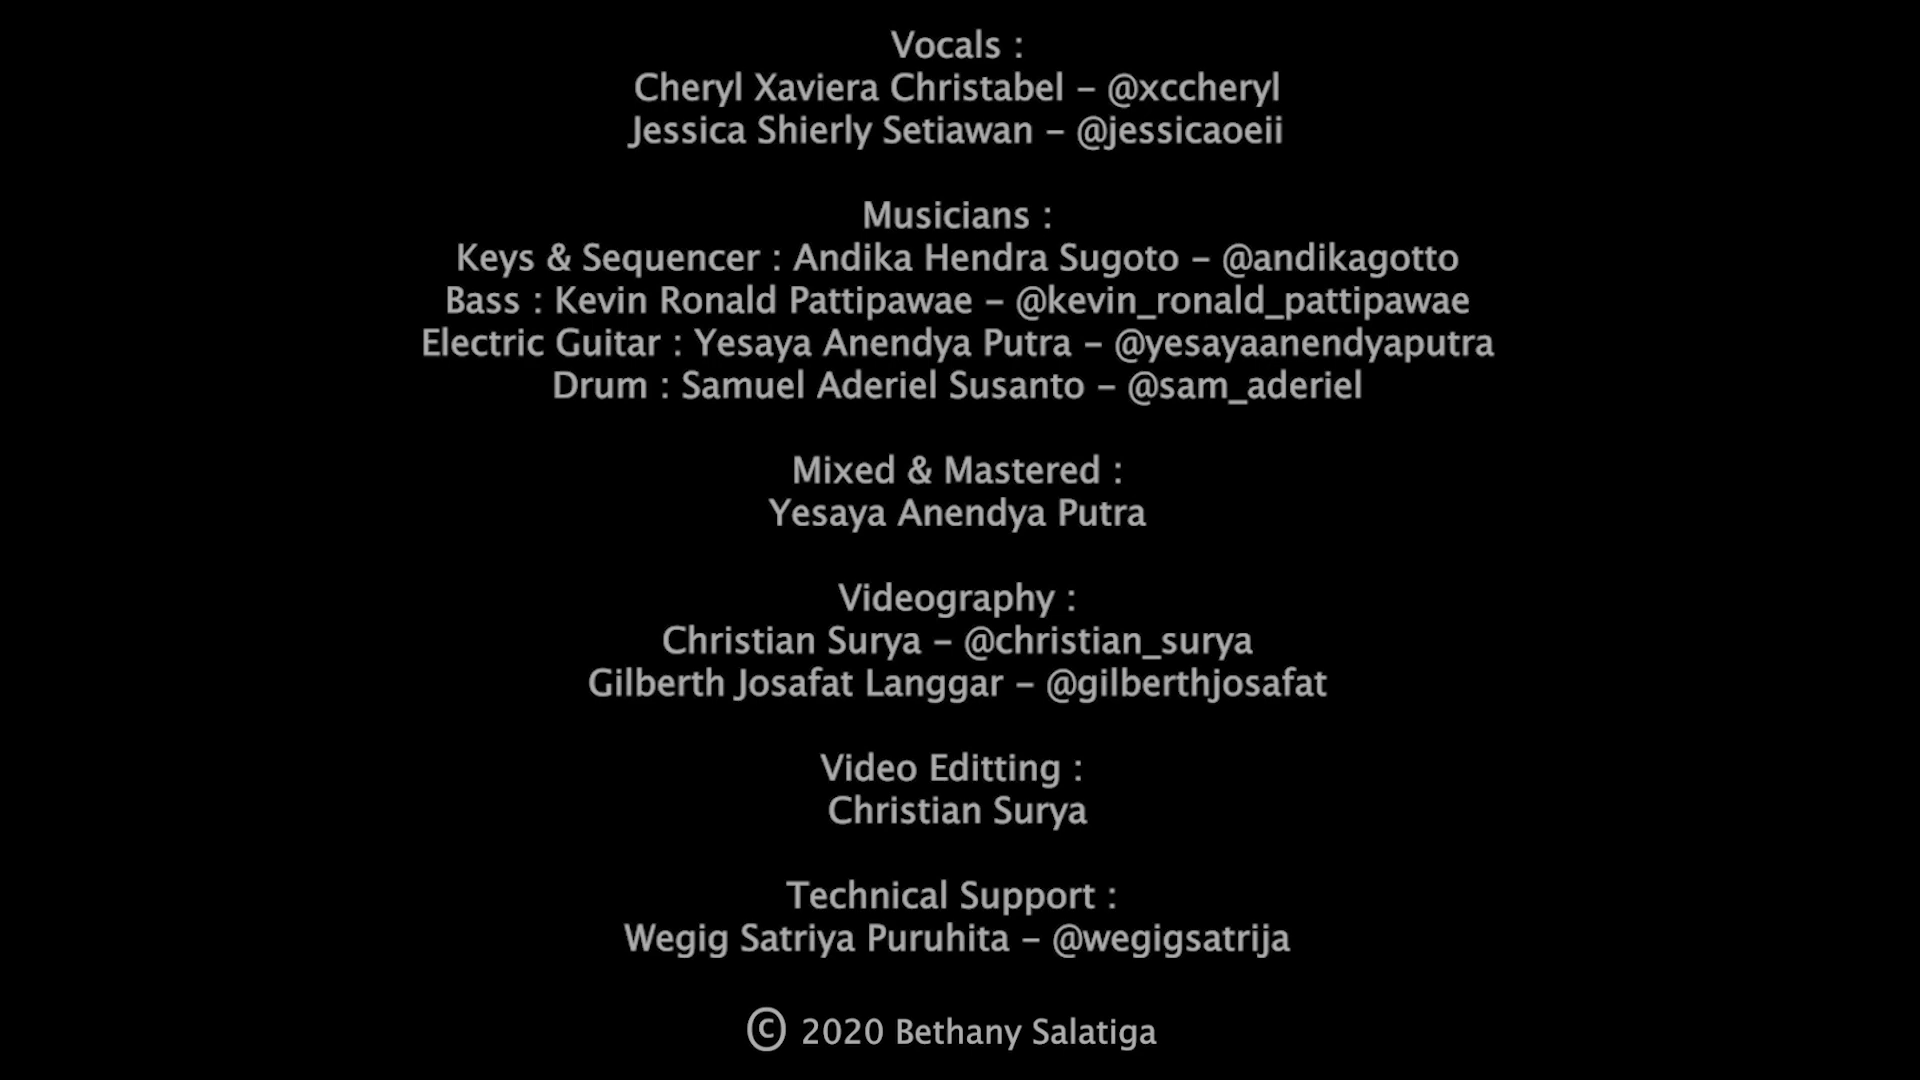 Vocals :
Cheryl Xaviera Christabel – @xccheryl
Jessica Shierly Setiawan – @jessicaoeii
Musicians :
Keys & Sequencer : Andika Hendra Sugoto – @andikagotto
Bass : Kevin Ronald Pattipawae – @kevin_ronald_pattipawae
Electric Guitar : Yesaya Anendya Putra – @yesayaanendyaputra
Drum : Samuel Aderiel Susanto – @sam_aderiel
Mixed & Mastered :
Yesaya Anendya Putra
Videography :
Christian Surya – @christian_surya
Gilberth Josafat Langgar – @gilberthjosafat
Video Editting :
Christian Surya
Technical Support :
Wegig Satriya Puruhita – @wegigsatrija
© 2020 Bethany Salatiga